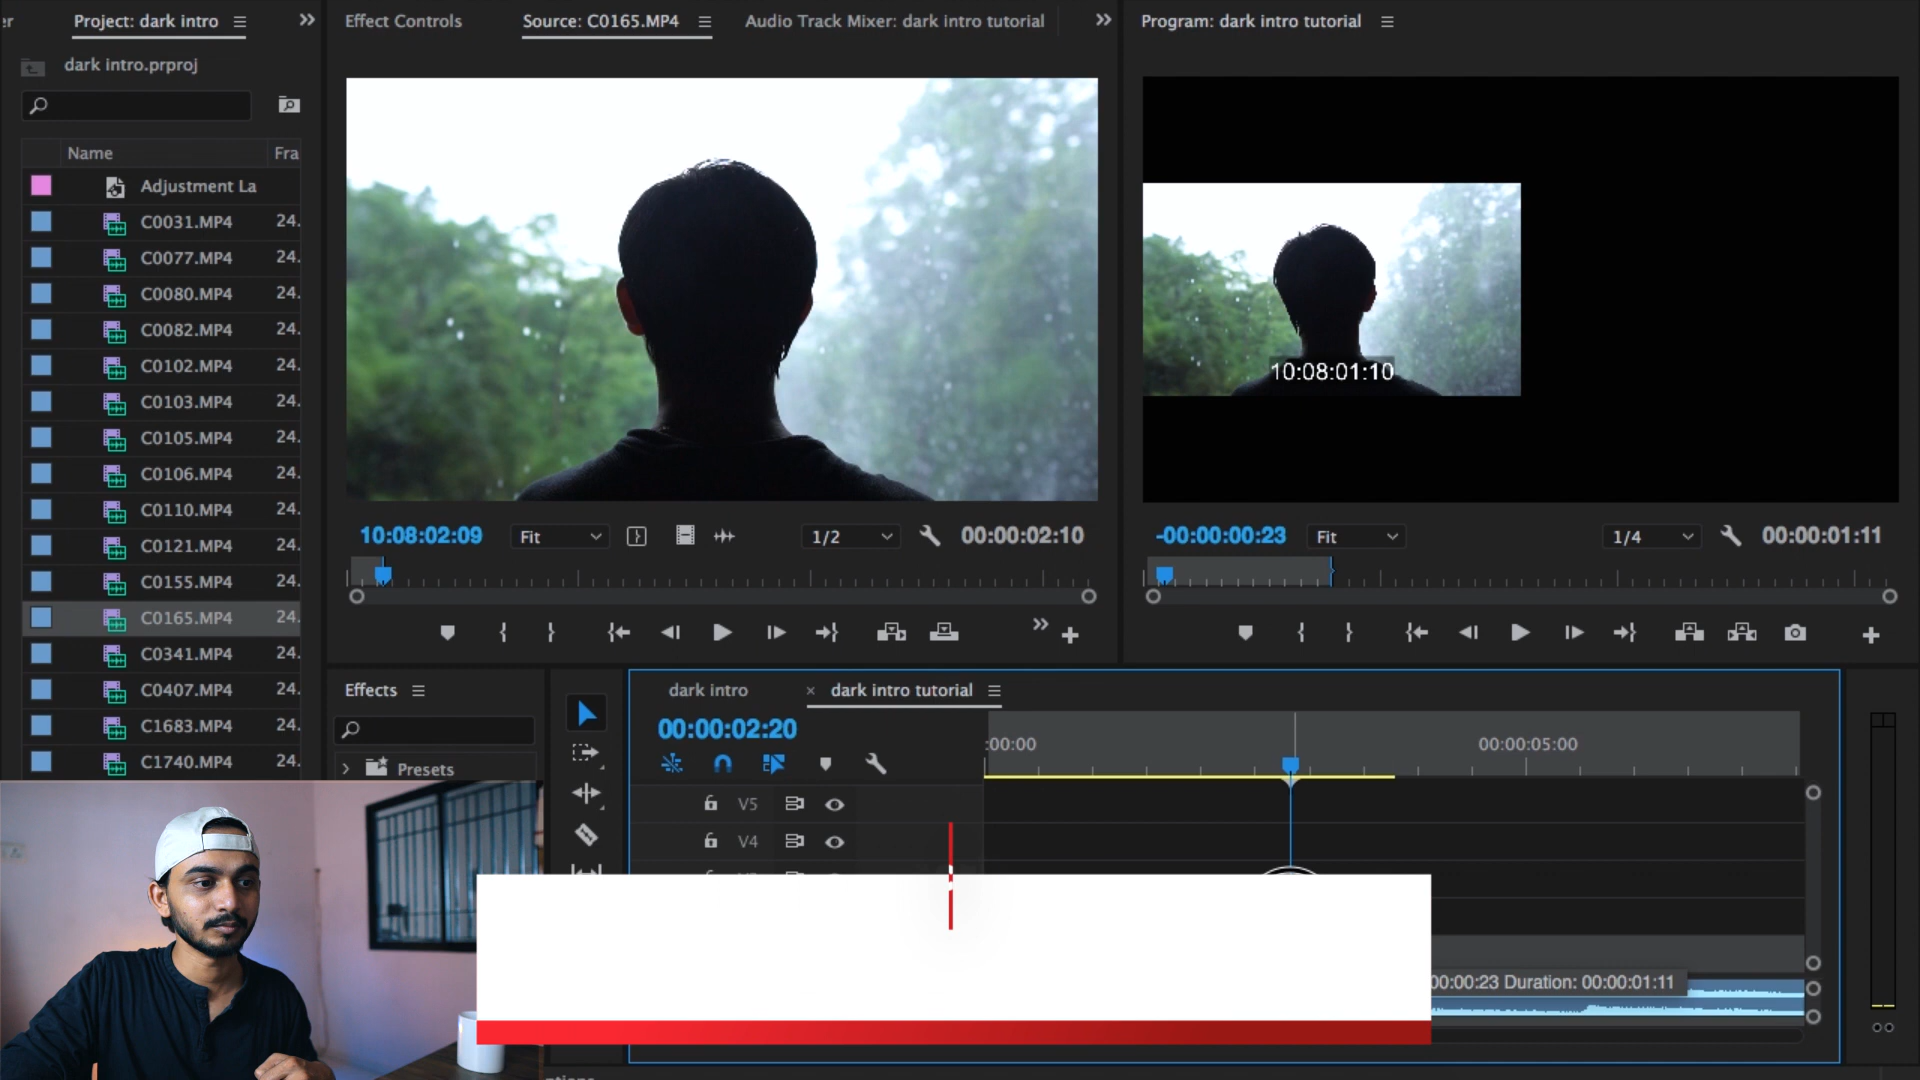 er
Project: dark intro
dark intro.prproj
Name
Fra
Adjustment La
C0031.MP4 24.
C0077.MP4 24.
C0080.MP4 24.
C0082.MP4 24.
C0102.MP4 24.
C0103.MP4 24.
C0105.MP4 24.
C0106.MP4 24.
C0110.MP4 24.
C0121.MP4 24.
C0155.MP4 24.
C0165.MP4 24.
C0341.MP4 24.
C0407.MP4 24.
C1683.MP4 24.
C1740.MP4 24.
Effect Controls
Source: C0165.MP4
Audio Track Mixer: dark intro tutorial
10:08:02:09
Fit
1/2
00:00:02:10
Program: dark intro tutorial
10:08:01:10
-00:00:00:23
Fit
1/4
00:00:01:11
Effects
Presets
dark intro
× dark intro tutorial
00:00:02:20
:00:00
00:00:05:00
V5
V4
00:00:23 Duration: 00:00:01:11